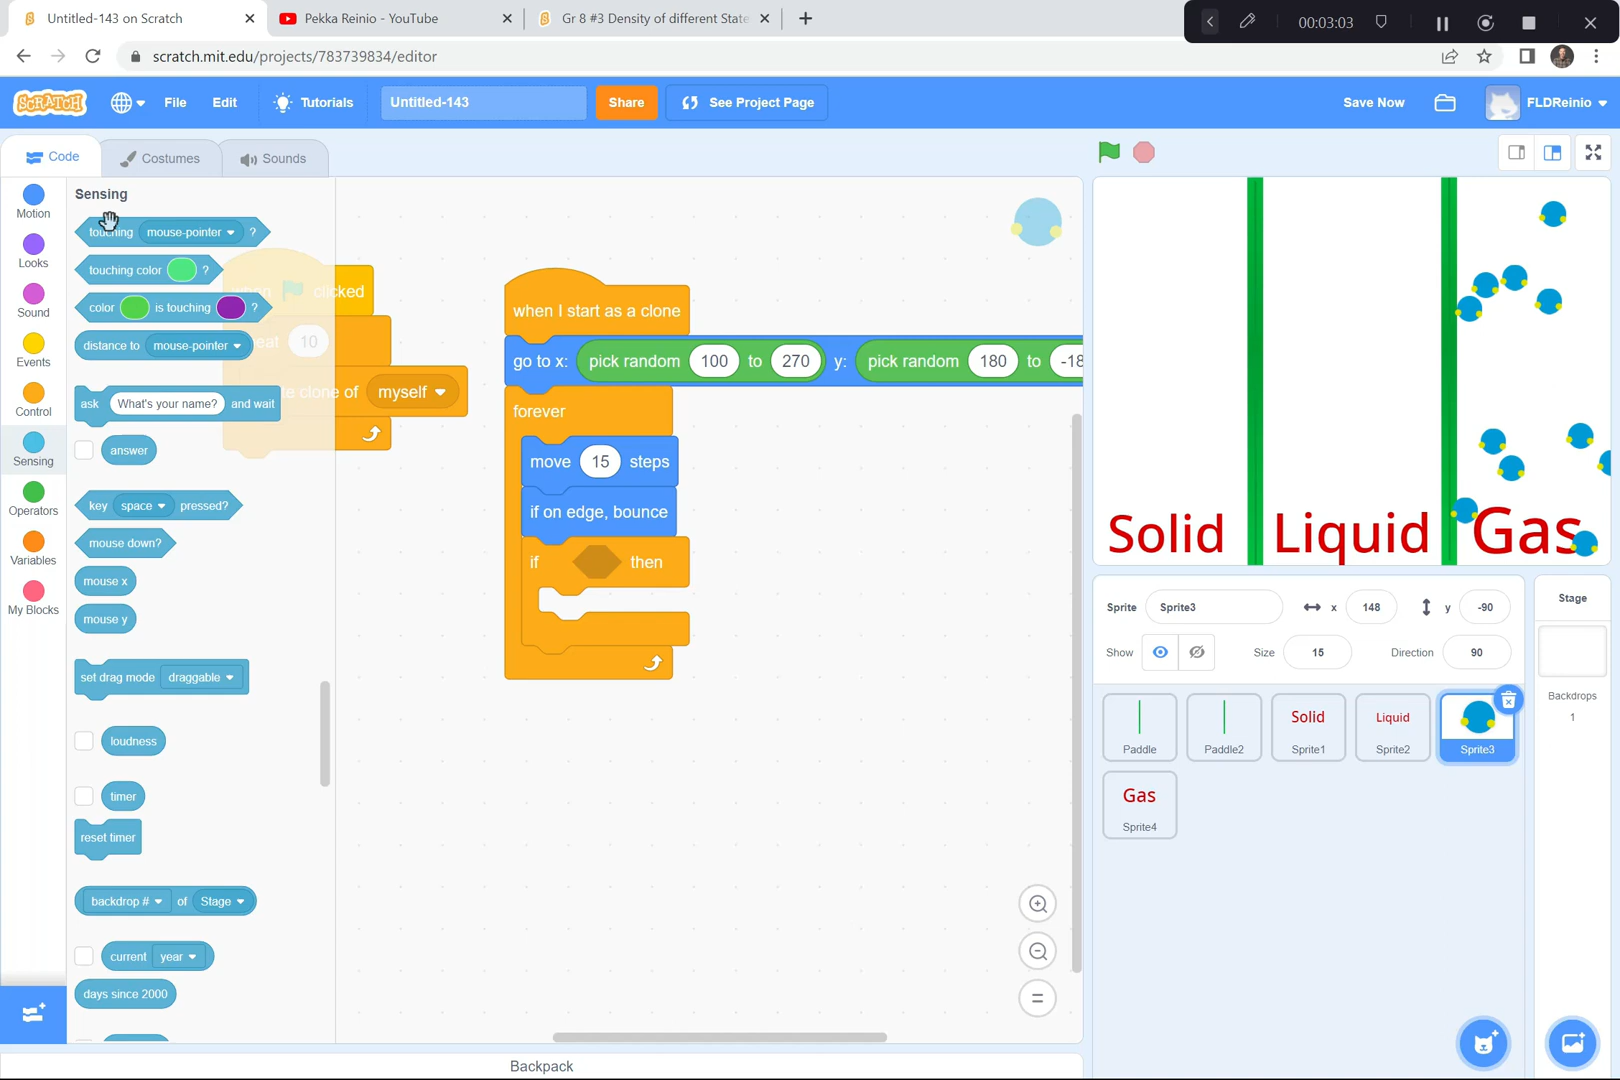 Untitled-143 on Scratch
Pekka Reinio - YouTube
Gr 8 #3 Density of different State
00:03:03
scratch.mit.edu/projects/783739834/editor
SCRATCH
File
Edit
Tutorials
Untitled-143
Share
See Project Page
Save Now
FLDReinio
Code
Costumes
Sounds
Motion
Looks
Sound
Events
Control
Sensing
Operators
Variables
My Blocks
Sensing
touching mouse-pointer ?
touching color ?
color is touching ?
distance to mouse-pointer
ask What's your name? and wait
answer
key space pressed?
mouse down?
mouse x
mouse y
set drag mode draggable
loudness
timer
reset timer
backdrop # of Stage
current year
days since 2000
when clicked
eat 10
te clone of myself
when I start as a clone
go to x: pick random 100 to 270 y: pick random 180 to -18
forever
move 15 steps
if on edge, bounce
if then
Backpack
Solid
Liquid
Gas
Sprite Sprite3 x 148 y -90
Show Size 15 Direction 90
Paddle
Paddle2
Solid
Sprite1
Liquid
Sprite2
Sprite3
Gas
Sprite4
Stage
Backdrops
1